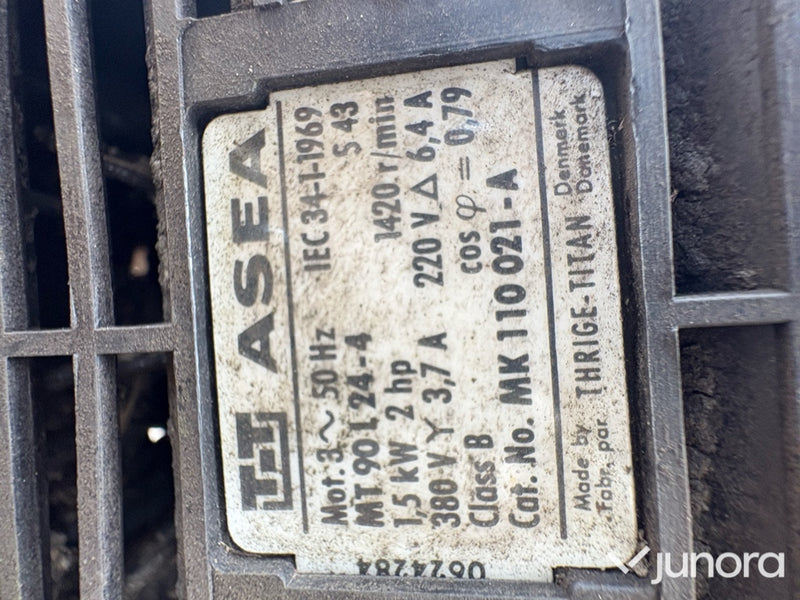 TT ASEA
Mot. 3 ~ 50 Hz IEC 34-1-1969
MT 90 L 24-4 S 43
1,5 kW 2 hp 1420 r/min
380 V Y 3,7 A 220 V Δ 6,4 A
Class B cos φ = 0,79
Cat. No. MK 110 021-A
Made by THRIGE-TITAN Denmerk
Fabr. par. Danemark
0624284
junora